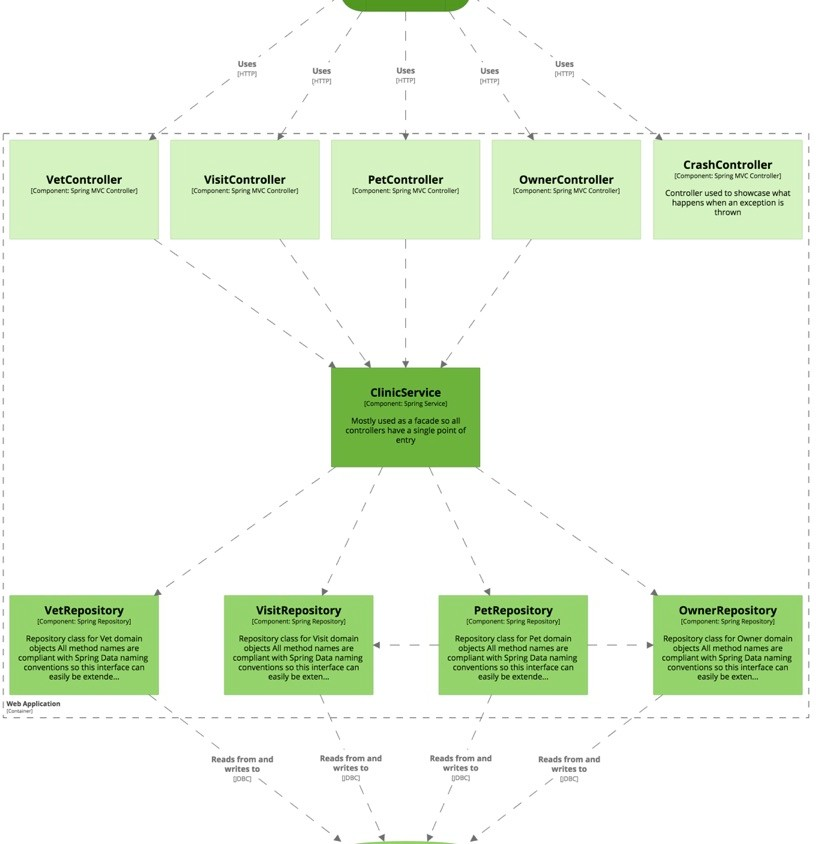 Uses
[HTTP]
Uses
[HTTP]
Uses
[HTTP]
Uses
[HTTP]
Uses
[HTTP]
VetController
[Component: Spring MVC Controller]
VisitController
[Component: Spring MVC Controller]
PetController
[Component: Spring MVC Controller]
OwnerController
[Component: Spring MVC Controller]
CrashController
[Component: Spring MVC Controller]
Controller used to showcase what
happens when an exception is
thrown
ClinicService
[Component: Spring Service]
Mostly used as a facade so all
controllers have a single point of
entry
VetRepository
[Component: Spring Repository]
Repository class for Vet domain
objects All method names are
compliant with Spring Data naming
conventions so this interface can
easily be extende...
VisitRepository
[Component: Spring Repository]
Repository class for Visit domain
objects All method names are
compliant with Spring Data naming
conventions so this interface can
easily be exten...
PetRepository
[Component: Spring Repository]
Repository class for Pet domain
objects All method names are
compliant with Spring Data naming
conventions so this interface can
easily be extende...
OwnerRepository
[Component: Spring Repository]
Repository class for Owner domain
objects All method names are
compliant with Spring Data naming
conventions so this interface can
easily be exten...
Web Application
[Container]
Reads from and
writes to
[JDBC]
Reads from and
writes to
[JDBC]
Reads from and
writes to
[JDBC]
Reads from and
writes to
[JDBC]